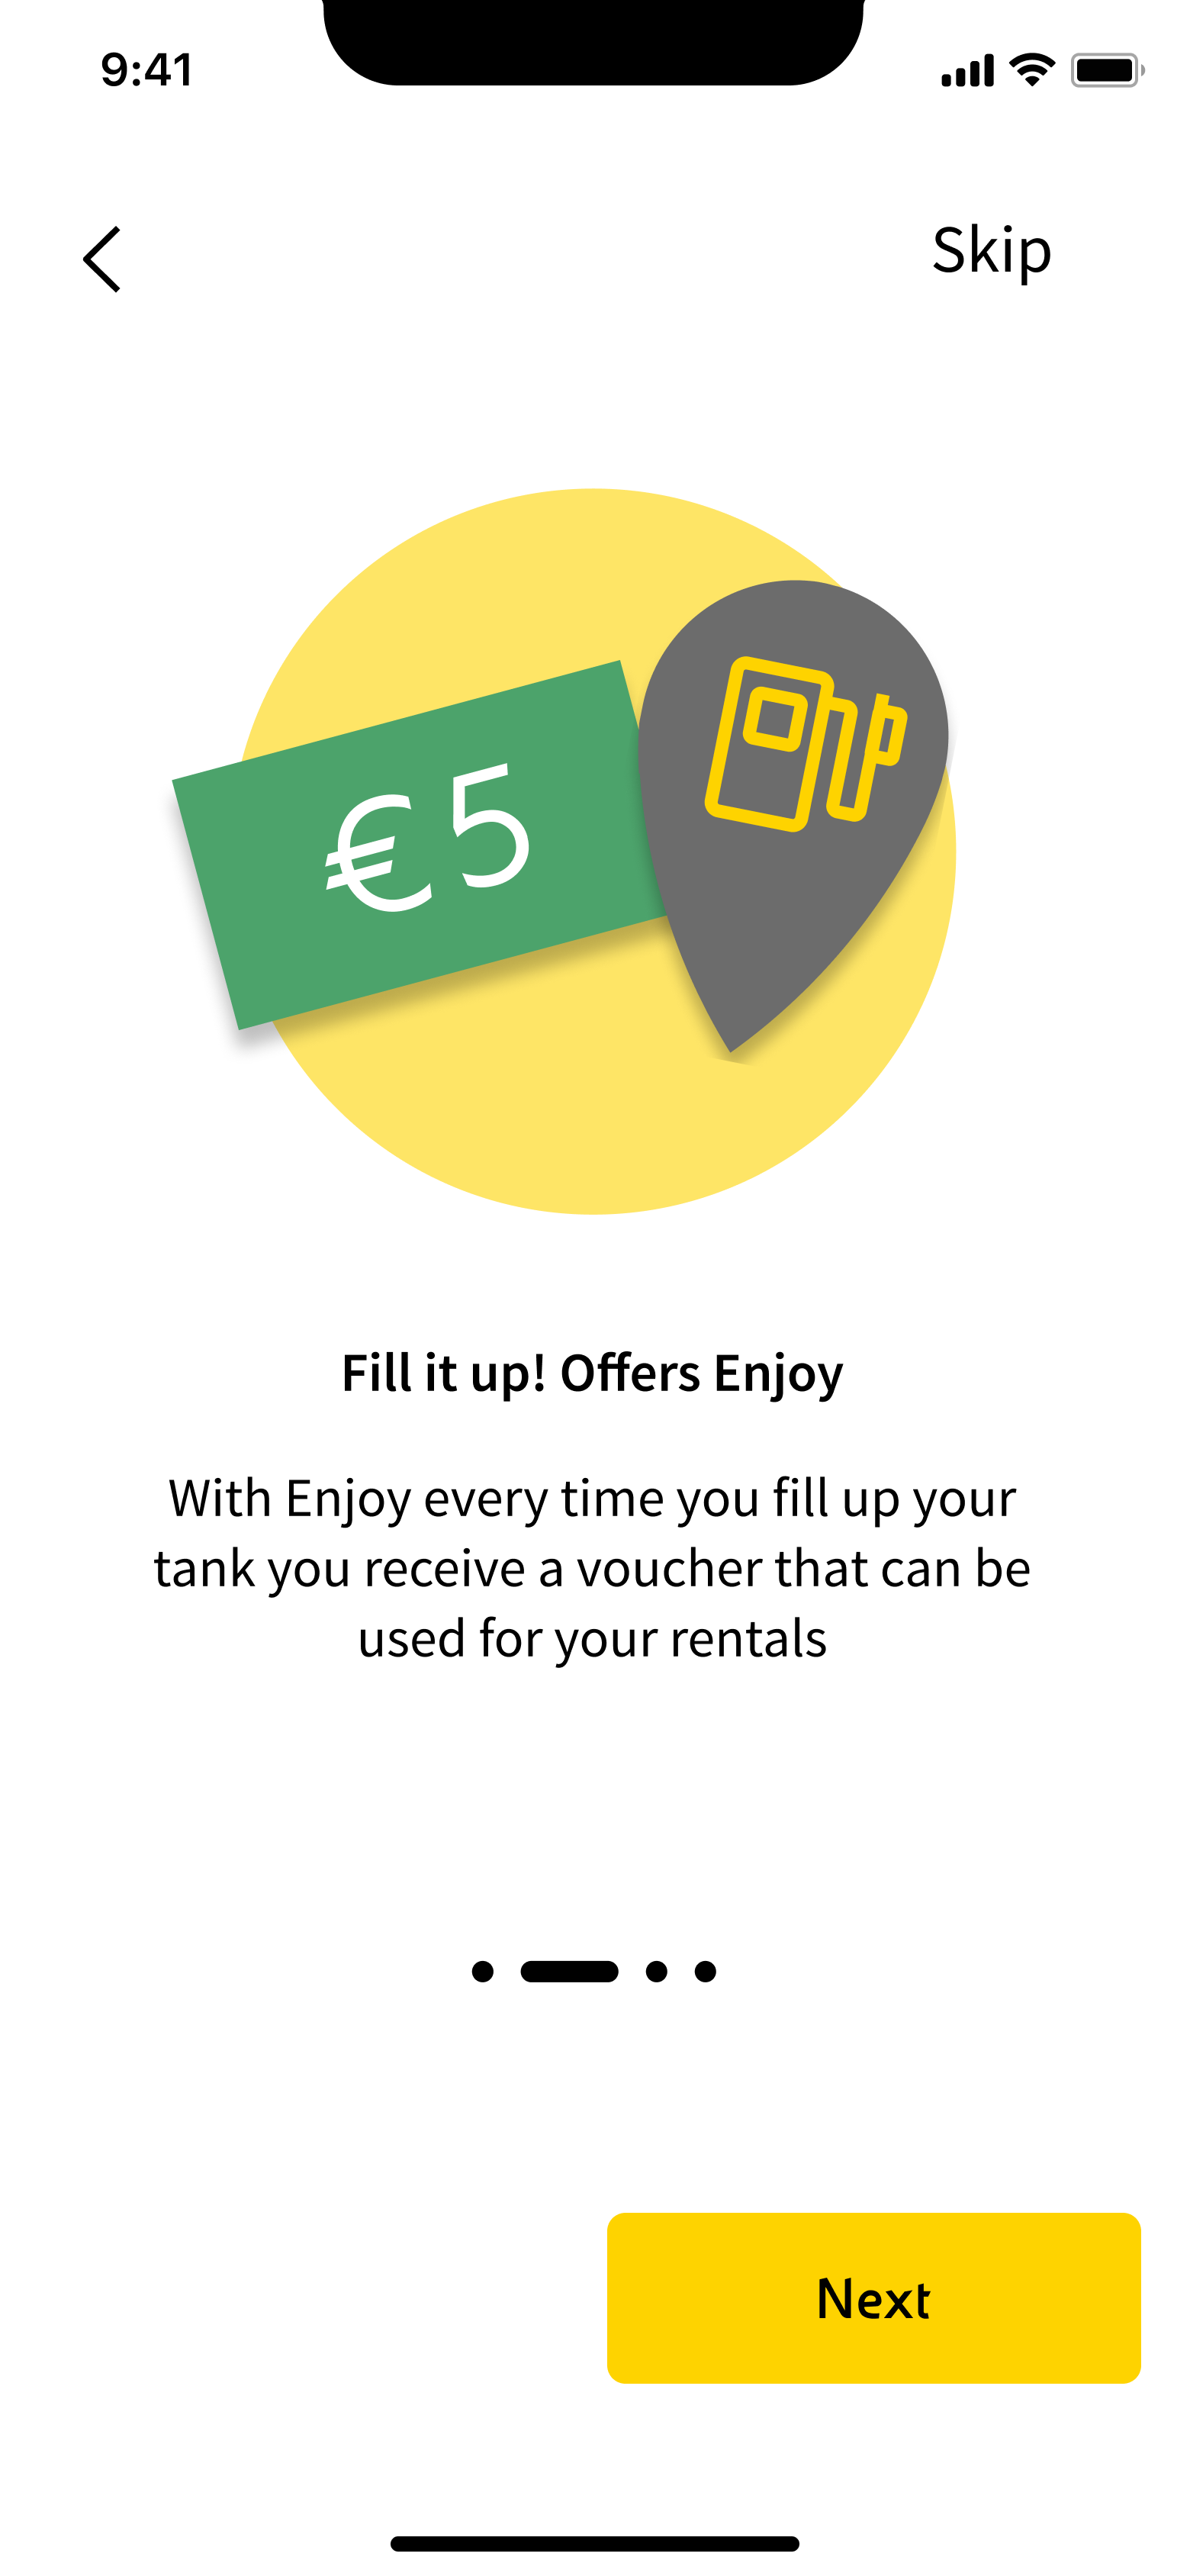 9:41
Skip
€5
Fill it up! Offers Enjoy
With Enjoy every time you fill up your
tank you receive a voucher that can be
used for your rentals
Next